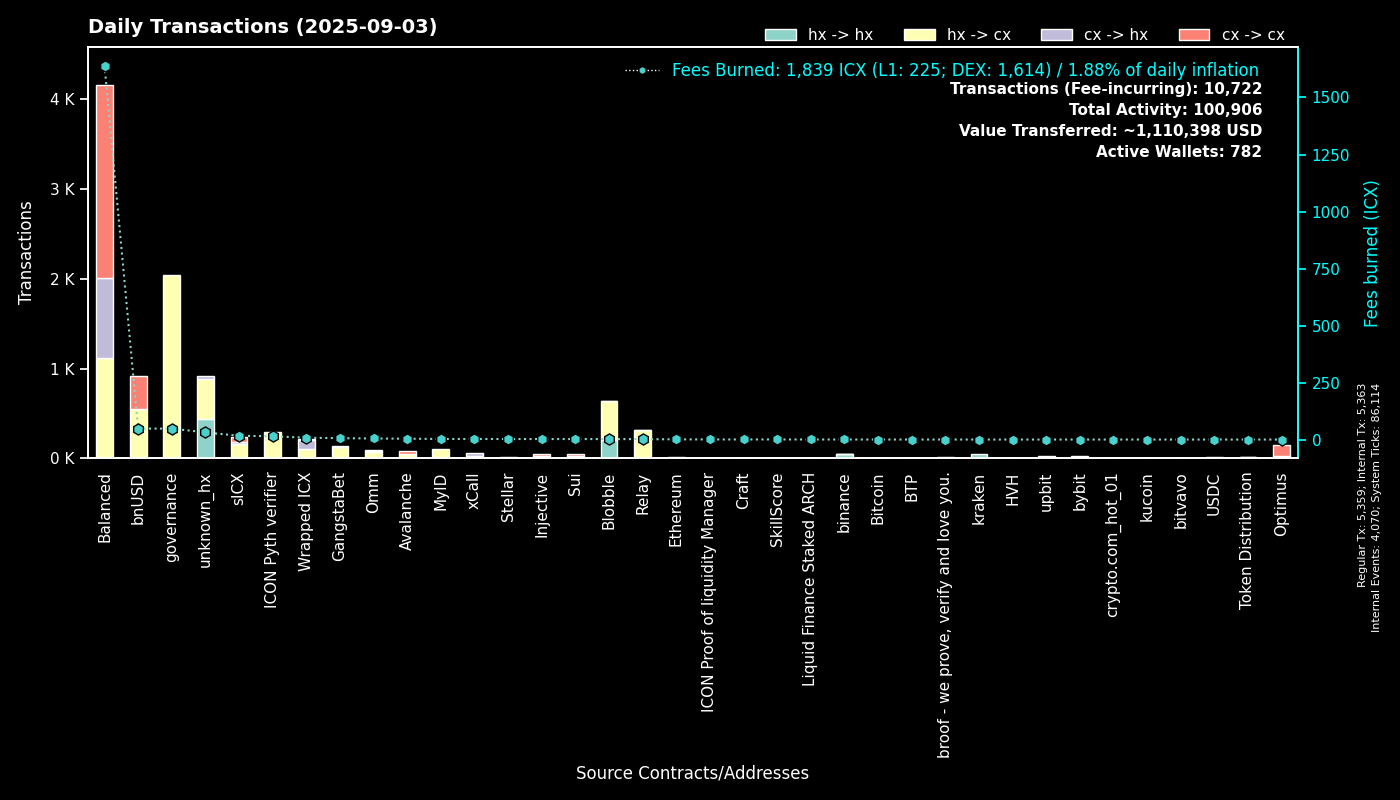 Daily Transactions (2025-09-03)
hx -> hx
hx -> cx
cx -> hx
cx -> cx
Fees Burned: 1,839 ICX (L1: 225; DEX: 1,614) / 1.88% of daily inflation
Transactions (Fee-incurring): 10,722
Total Activity: 100,906
Value Transferred: ~1,110,398 USD
Active Wallets: 782
Transactions
4 K
3 K
2 K
1 K
0 K
1500
1250
1000
750
500
250
0
Fees burned (ICX)
Regular Tx: 5,359; Internal Tx: 5,363
Internal Events: 4,070; System Ticks: 86,114
Balanced
bnUSD
governance
unknown_hx
sICX
ICON Pyth verifier
Wrapped ICX
GangstaBet
Omm
Avalanche
MyID
xCall
Stellar
Injective
Sui
Blobble
Relay
Ethereum
ICON Proof of liquidity Manager
Craft
SkillScore
Liquid Finance Staked ARCH
binance
Bitcoin
BTP
broof - we prove, verify and love you.
kraken
HVH
upbit
bybit
crypto.com_hot_01
kucoin
bitvavo
USDC
Token Distribution
Optimus
Source Contracts/Addresses